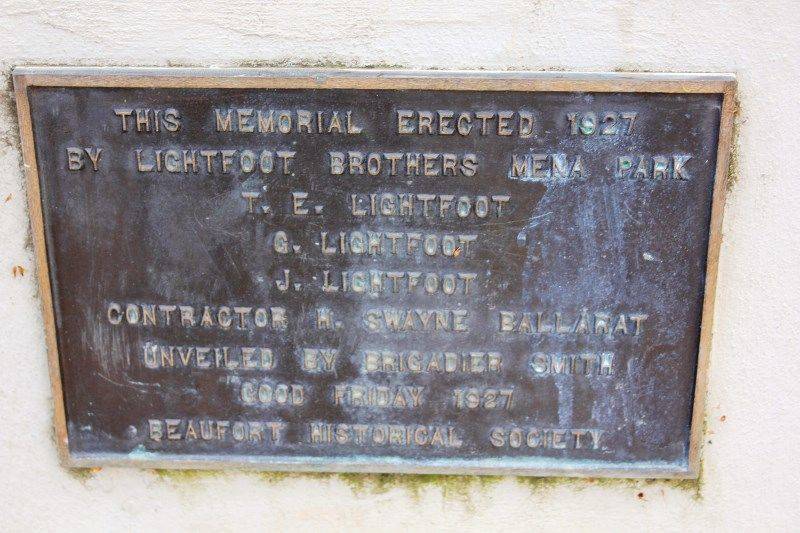 THIS MEMORIAL ERECTED 1927
BY LIGHTFOOT BROTHERS MENA PARK
T. E. LIGHTFOOT
G. LIGHTFOOT
J. LIGHTFOOT
CONTRACTOR H. SWAYNE BALLARAT
UNVEILED BY BRIGADIER SMITH
GOOD FRIDAY 1927
BEAUFORT HISTORICAL SOCIETY